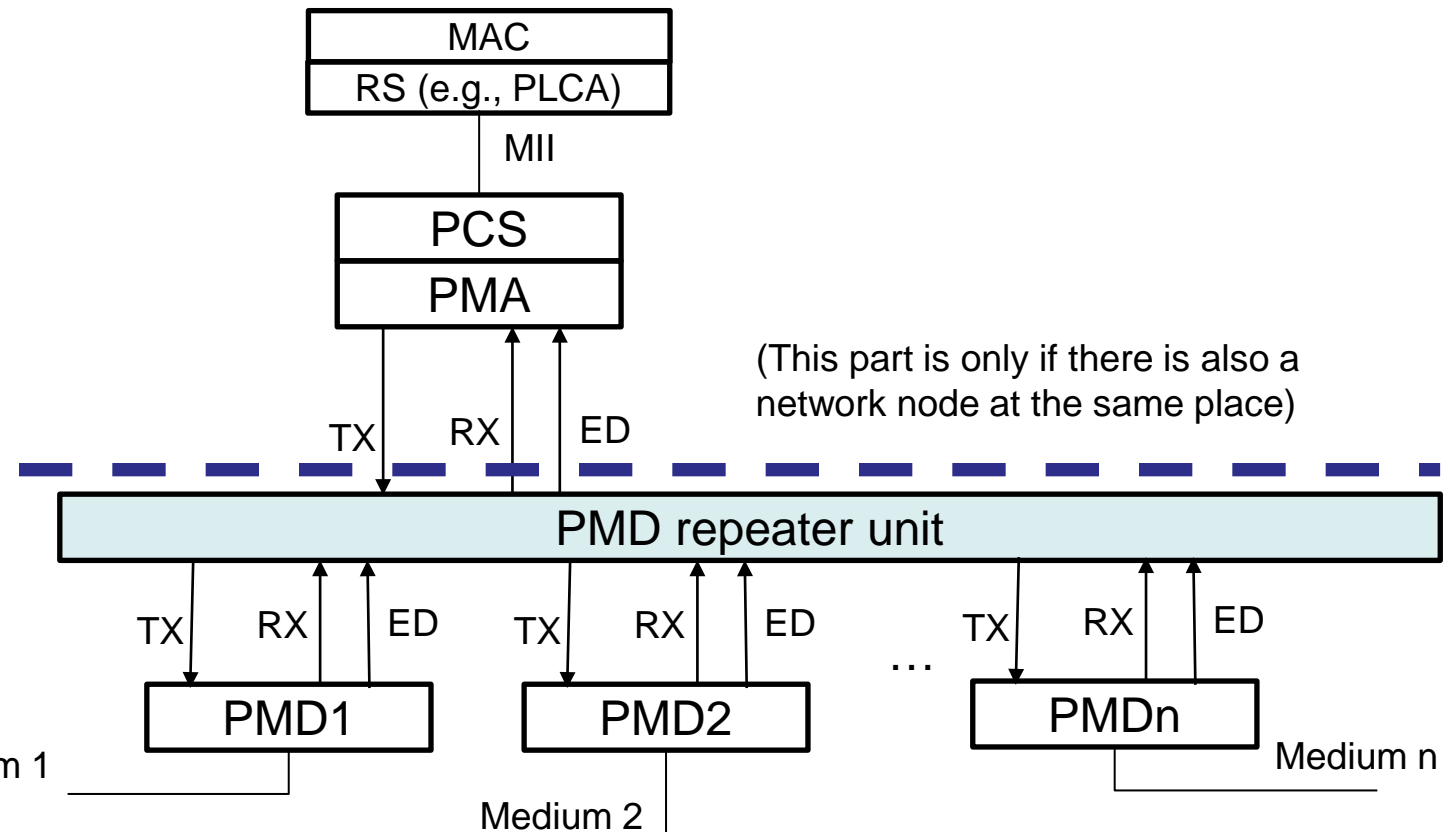 MAC
RS (e.g., PLCA)
MII
PCS
PMA
(This part is only if there is also a
network node at the same place)
TX RX ED
PMD repeater unit
TX RX ED TX RX ED TX RX ED
...
PMD1 PMD2 PMDn
m 1
Medium n
Medium 2